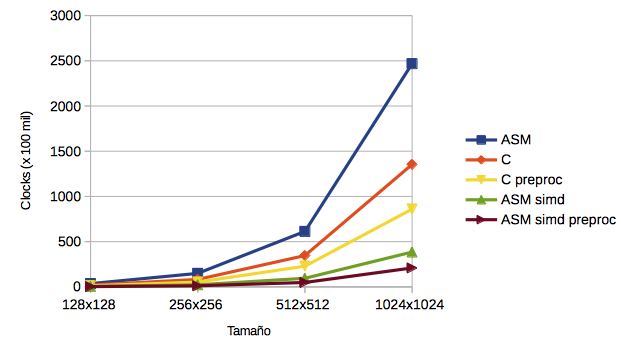 3000
2500
2000
1500
1000
500
0
Clocks (x 100 mil)
128x128 256x256 512x512 1024x1024
Tamaño
ASM
C
C preproc
ASM simd
ASM simd preproc